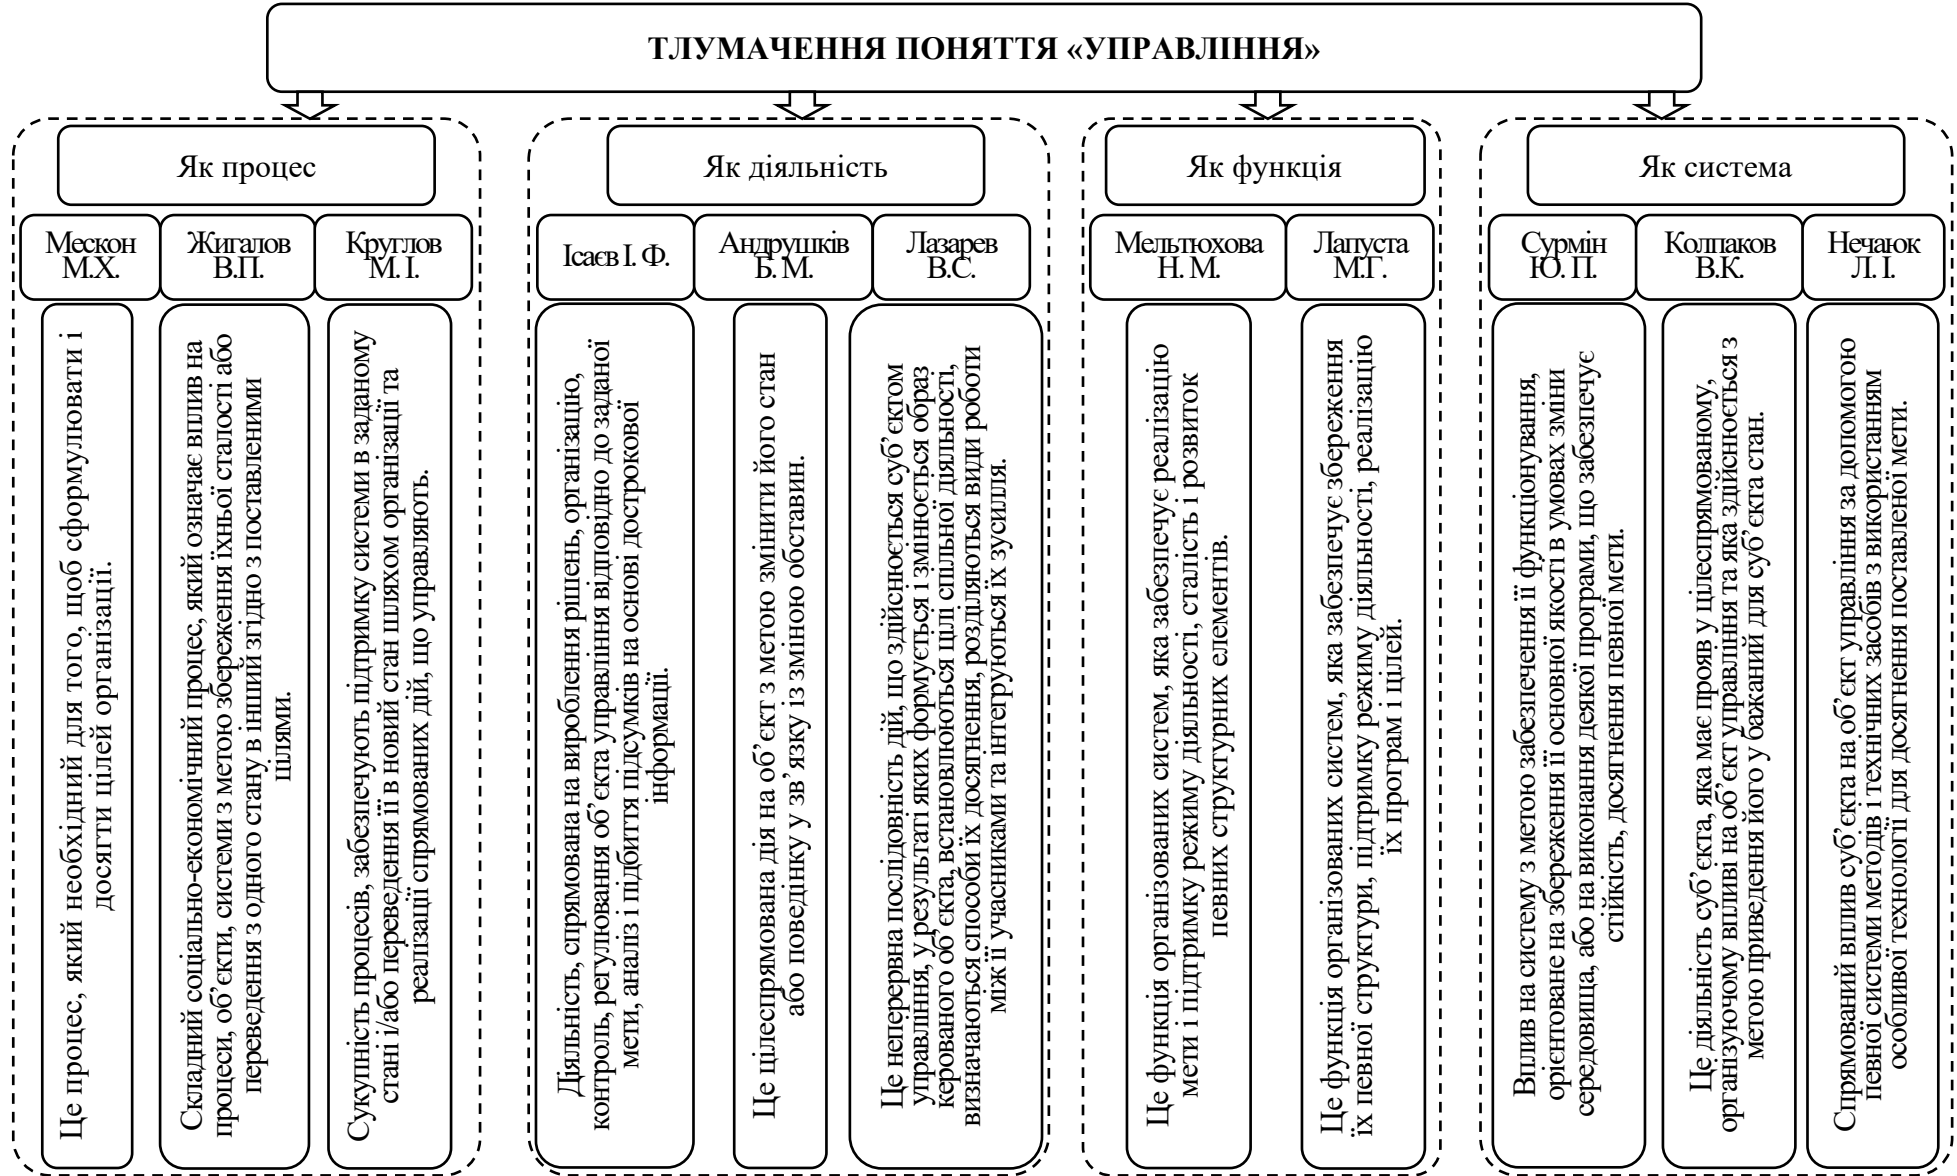 ТЛУМАЧЕННЯ ПОНЯТТЯ «УПРАВЛІННЯ»
Як процес
Мескон
М.Х.
Жигалов
В.П.
Круглов
М. І.
Це процес, який необхідний для того, щоб сформулювати і
досягти цілей організації.
Складний соціально-економічний процес, який означає вплив на
процеси, об’єкти, системи з метою збереження їхньої сталості або
переведення з одного стану в інший згідно з поставленими
цілями.
Сукупність процесів, забезпечують підтримку системи в заданому
стані і/або переведення її в новий стан шляхом організації та
реалізації спрямованих дій, що управляють.
Як діяльність
Ісаєв І. Ф.
Андрушків
Б. М.
Лазарев
В.С.
Діяльність, спрямована на вироблення рішень, організацію,
контроль, регулювання об’єкта управління відповідно до заданої
мети, аналіз і підбиття підсумків на основі дострокової
інформації.
Це цілеспрямована дія на об’єкт з метою змінити його стан
або поведінку у зв’язку із зміною обставин.
Це неперервна послідовність дій, що здійснюється суб’єктом
управління, у результаті яких формується і змінюється образ
керованого об’єкта, встановлюються цілі спільної діяльності,
визначаються способи їх досягнення, розділяються види роботи
між її учасниками та інтегруються їх зусилля.
Як функція
Мельтюхова
Н. М.
Лапуста
М.Г.
Це функція організованих систем, яка забезпечує реалізацію
мети і підтримку режиму діяльності, сталість і розвиток
певних структурних елементів.
Це функція організованих систем, яка забезпечує збереження
їх певної структури, підтримку режиму діяльності, реалізацію
їх програм і цілей.
Як система
Сурмін
Ю. П.
Колпаков
В.К.
Нечаюк
Л. І.
Вплив на систему з метою забезпечення її функціонування,
орієнтоване на збереження її основної якості в умовах зміни
середовища, або на виконання деякої програми, що забезпечує
стійкість, досягнення певної мети.
Це діяльність суб’єкта, яка має прояв у цілеспрямованому,
організуючому впливі на об’єкт управління та яка здійснюється з
метою приведення його у бажаний для суб’єкта стан.
Спрямований вплив суб’єкта на об’єкт управління за допомогою
певної системи методів і технічних засобів з використанням
особливої технології для досягнення поставленої мети.